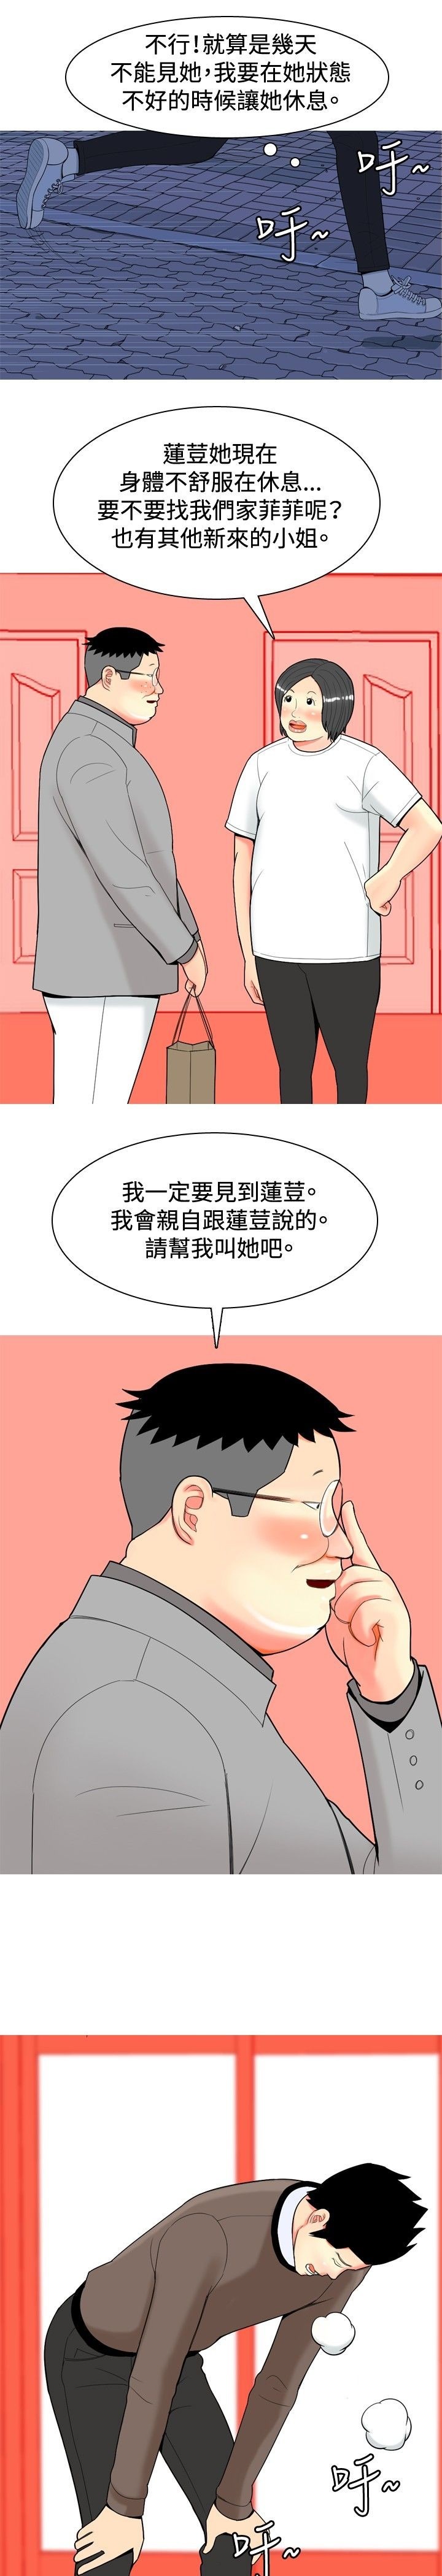 不行！就算是幾天
不能見她，我要在她狀態
不好的時候讓她休息。
吁~
吁~
蓮荳她現在
身體不舒服在休息...
要不要找我們家菲菲呢？
也有其他新來的小姐。
我一定要見到蓮荳。
我會親自跟蓮荳說的。
請幫我叫她吧。
吁~
吁~